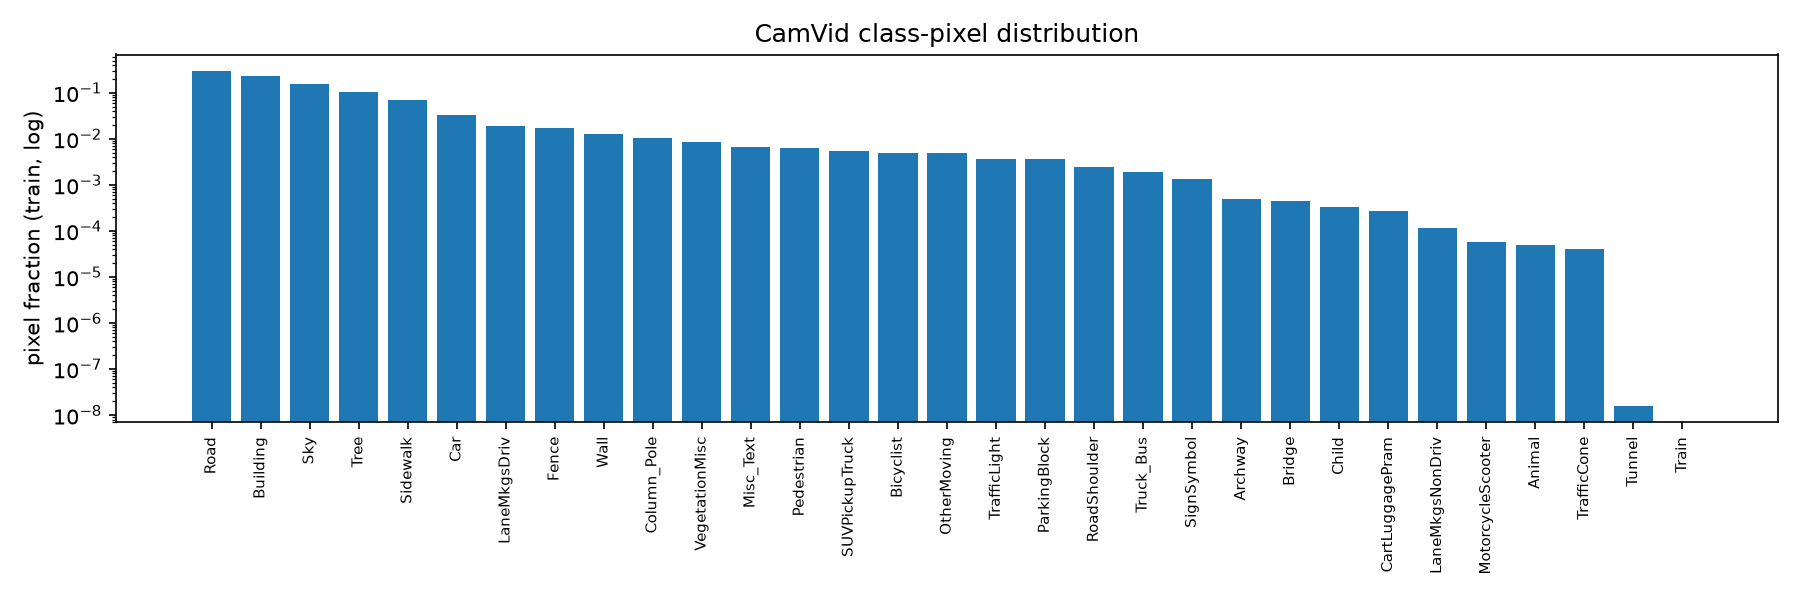 CamVid class-pixel distribution
pixel fraction (train, log)
10⁻¹
10⁻²
10⁻³
10⁻⁴
10⁻⁵
10⁻⁶
10⁻⁷
10⁻⁸
Road
Building
Sky
Tree
Sidewalk
Car
LaneMkgsDriv
Fence
Wall
Column_Pole
VegetationMisc
Misc_Text
Pedestrian
SUVPickupTruck
Bicyclist
OtherMoving
TrafficLight
ParkingBlock
RoadShoulder
Truck_Bus
SignSymbol
Archway
Bridge
Child
CartLuggagePram
LaneMkgsNonDriv
MotorcycleScooter
Animal
TrafficCone
Tunnel
Train